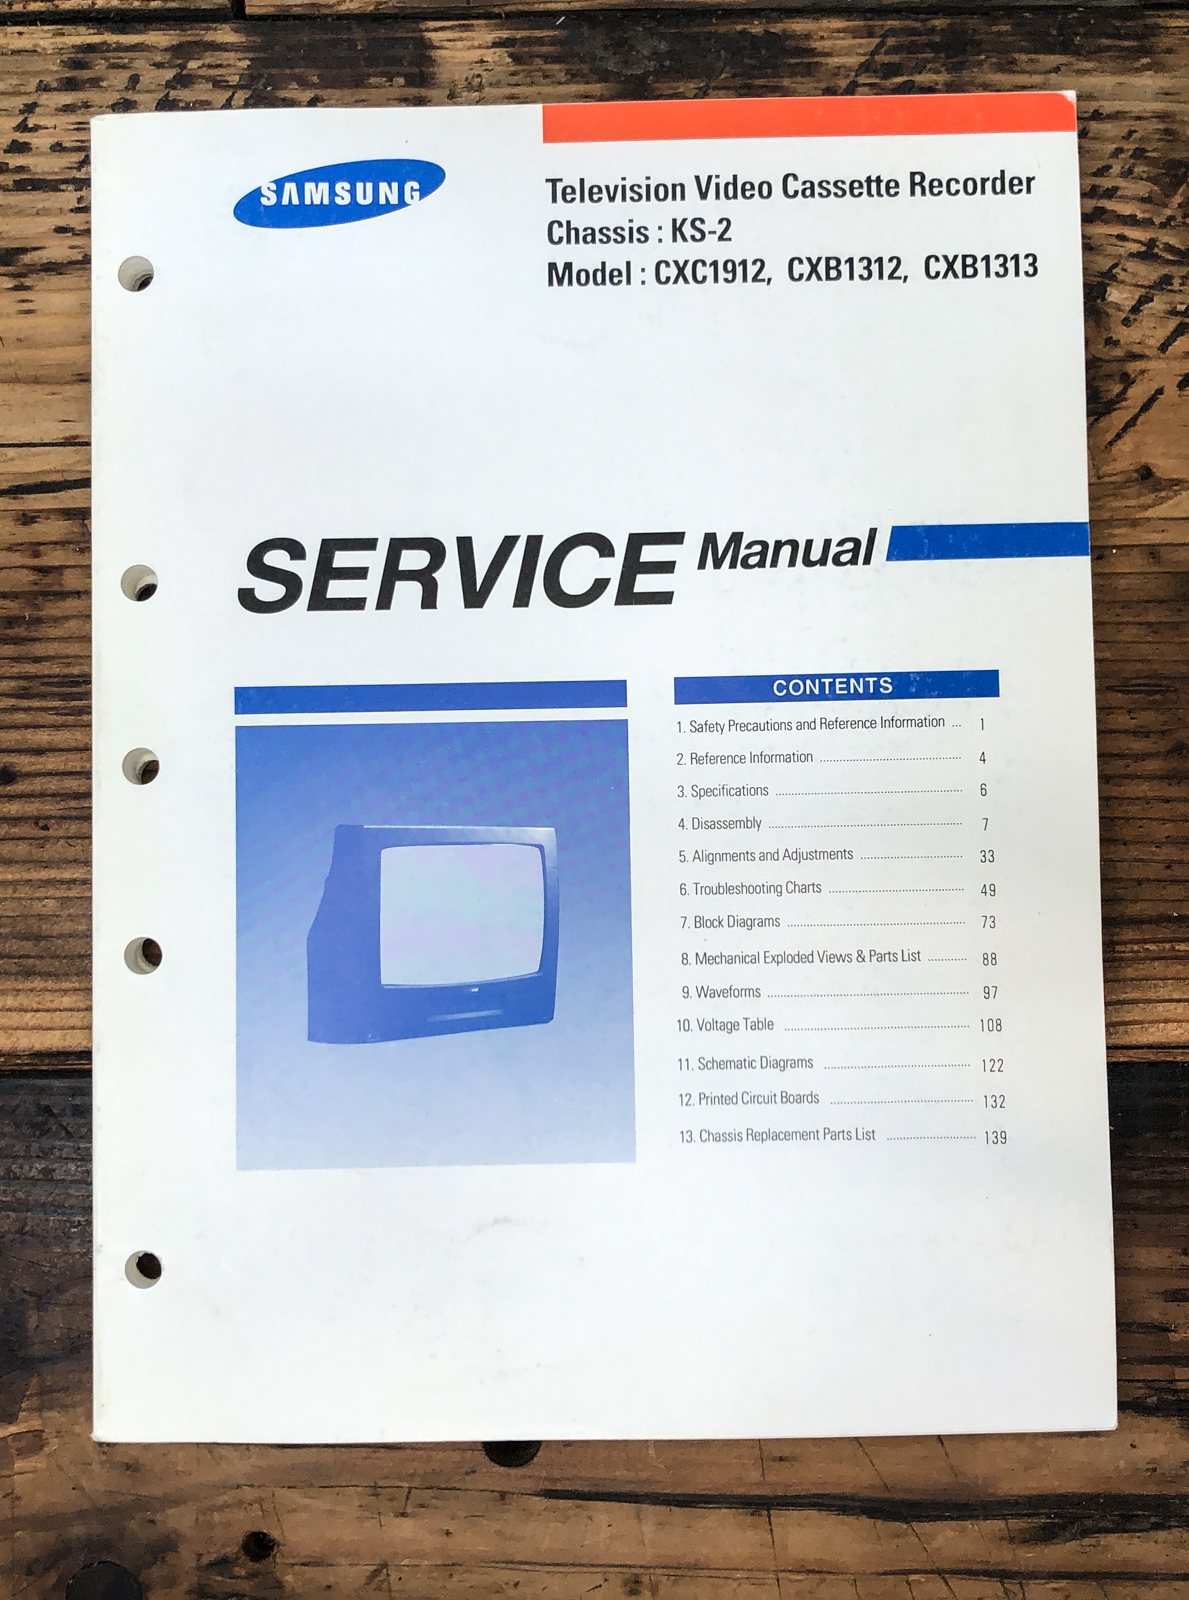 SAMSUNG
Television Video Cassette Recorder
Chassis : KS-2
Model : CXC1912, CXB1312, CXB1313
SERVICE Manual
CONTENTS
1. Safety Precautions and Reference Information ... 1
2. Reference Information ........................................ 4
3. Specifications ..................................................... 6
4. Disassembly ....................................................... 7
5. Alignments and Adjustments ............................. 33
6. Troubleshooting Charts ...................................... 49
7. Block Diagrams .................................................. 73
8. Mechanical Exploded Views & Parts List ........... 88
9. Waveforms ......................................................... 97
10. Voltage Table .................................................... 108
11. Schematic Diagrams ......................................... 122
12. Printed Circuit Boards ........................................ 132
13. Chassis Replacement Parts List ......................... 139